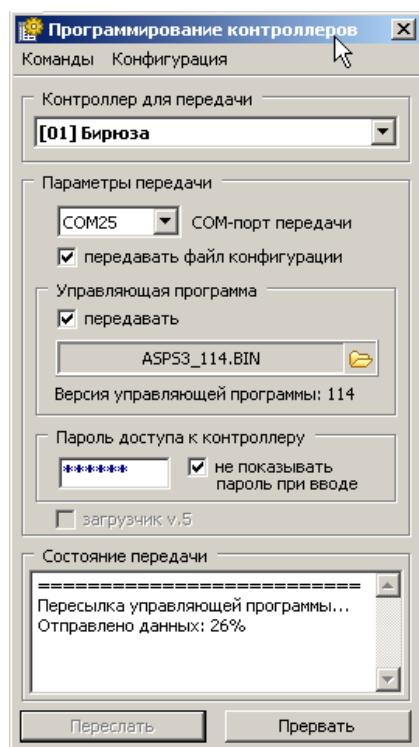 Программирование контроллеров
Команды Конфигурация
Контроллер для передачи
[01] Бирюза
Параметры передачи
COM25 COM-порт передачи
передавать файл конфигурации
Управляющая программа
передавать
ASPS3_114.BIN
Версия управляющей программы: 114
Пароль доступа к контроллеру
****** не показывать
пароль при вводе
загрузчик v.5
Состояние передачи
============================
Пересылка управляющей программы...
Отправлено данных: 26%
Переслать Прервать